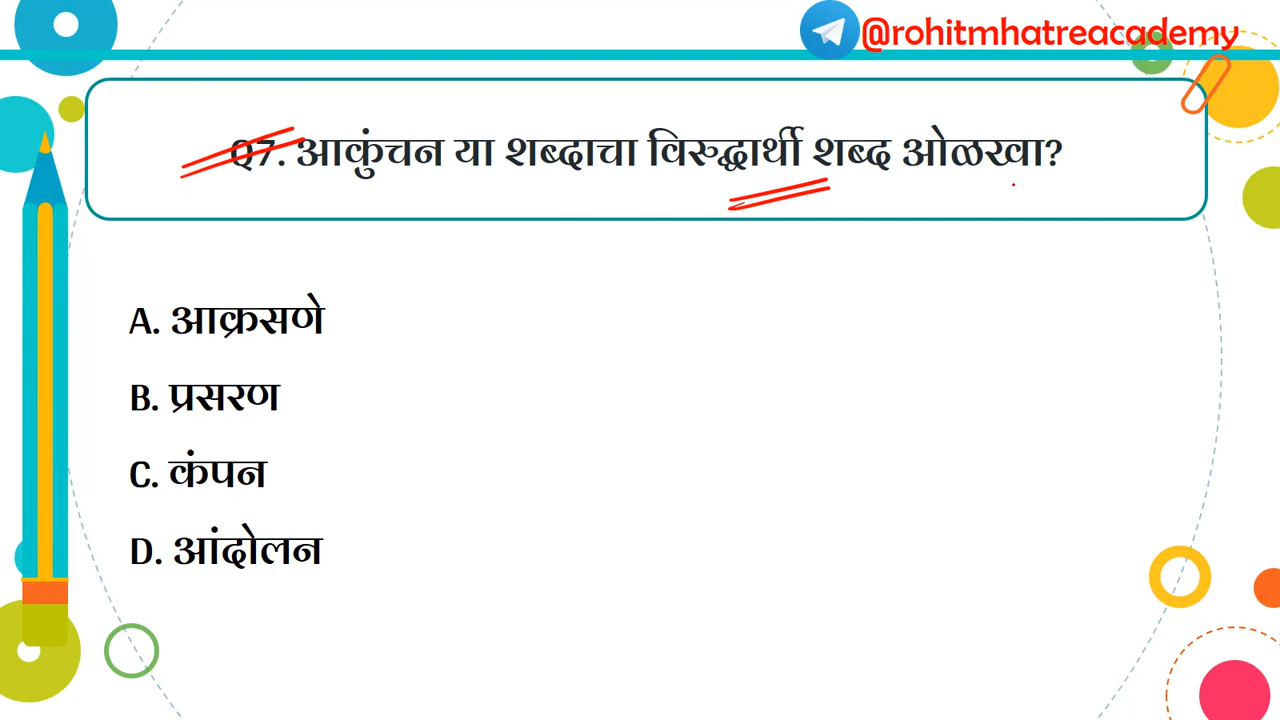 @rohitmhatreacademy
Q7. आकुंचन या शब्दाचा विरुद्धार्थी शब्द ओळखा?
A. आक्रसणे
B. प्रसरण
C. कंपन
D. आंदोलन